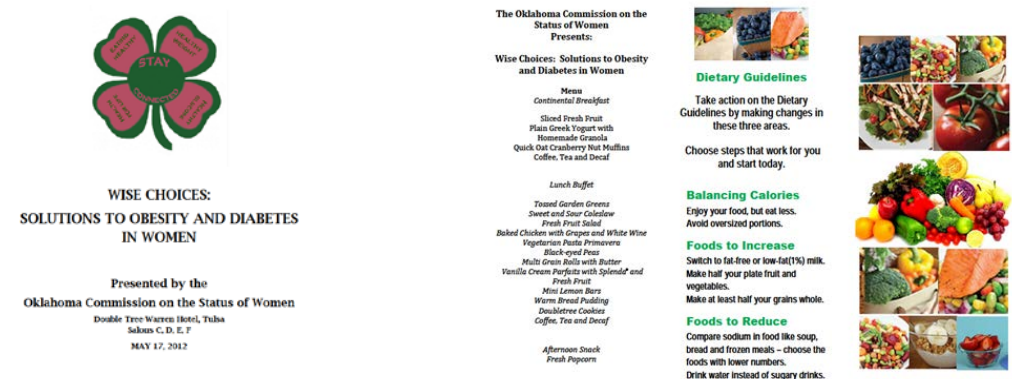 EATING HEALTHY
HEALTHY WEIGHT
STAY
CONNECTED
WISE CHOICES:
SOLUTIONS TO OBESITY AND DIABETES
IN WOMEN
Presented by the
Oklahoma Commission on the Status of Women
Double Tree Warren Hotel, Tulsa
Salons C, D, E, F
MAY 17, 2012
The Oklahoma Commission on the
Status of Women
Presents:
Wise Choices: Solutions to Obesity
and Diabetes in Women
Menu
Continental Breakfast
Sliced Fresh Fruit
Plain Greek Yogurt with
Homemade Granola
Quick Oat Cranberry Nut Muffins
Coffee, Tea and Decaf
Lunch Buffet
Tossed Garden Greens
Sweet and Sour Coleslaw
Fresh Fruit Salad
Baked Chicken with Grapes and White Wine
Vegetarian Pasta Primavera
Black-eyed Peas
Multi Grain Rolls with Butter
Vanilla Cream Parfaits with Splenda® and
Fresh Fruit
Mini Lemon Bars
Warm Bread Pudding
Doubletree Cookies
Coffee, Tea and Decaf
Afternoon Snack
Fresh Popcorn
Dietary Guidelines
Take action on the Dietary
Guidelines by making changes in
these three areas.
Choose steps that work for you
and start today.
Balancing Calories
Enjoy your food, but eat less.
Avoid oversized portions.
Foods to Increase
Switch to fat-free or low-fat(1%) milk.
Make half your plate fruit and
vegetables.
Make at least half your grains whole.
Foods to Reduce
Compare sodium in food like soup,
bread and frozen meals – choose the
foods with lower numbers.
Drink water instead of sugary drinks.